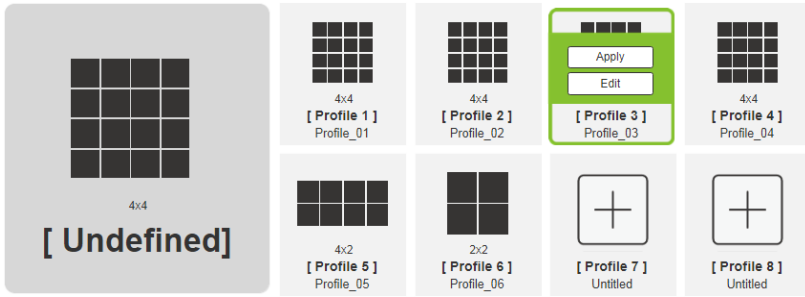 4x4
[ Undefined]
4x4
[ Profile 1 ]
Profile_01
4x4
[ Profile 2 ]
Profile_02
Apply
Edit
[ Profile 3 ]
Profile_03
4x4
[ Profile 4 ]
Profile_04
4x2
[ Profile 5 ]
Profile_05
2x2
[ Profile 6 ]
Profile_06
[ Profile 7 ]
Untitled
[ Profile 8 ]
Untitled